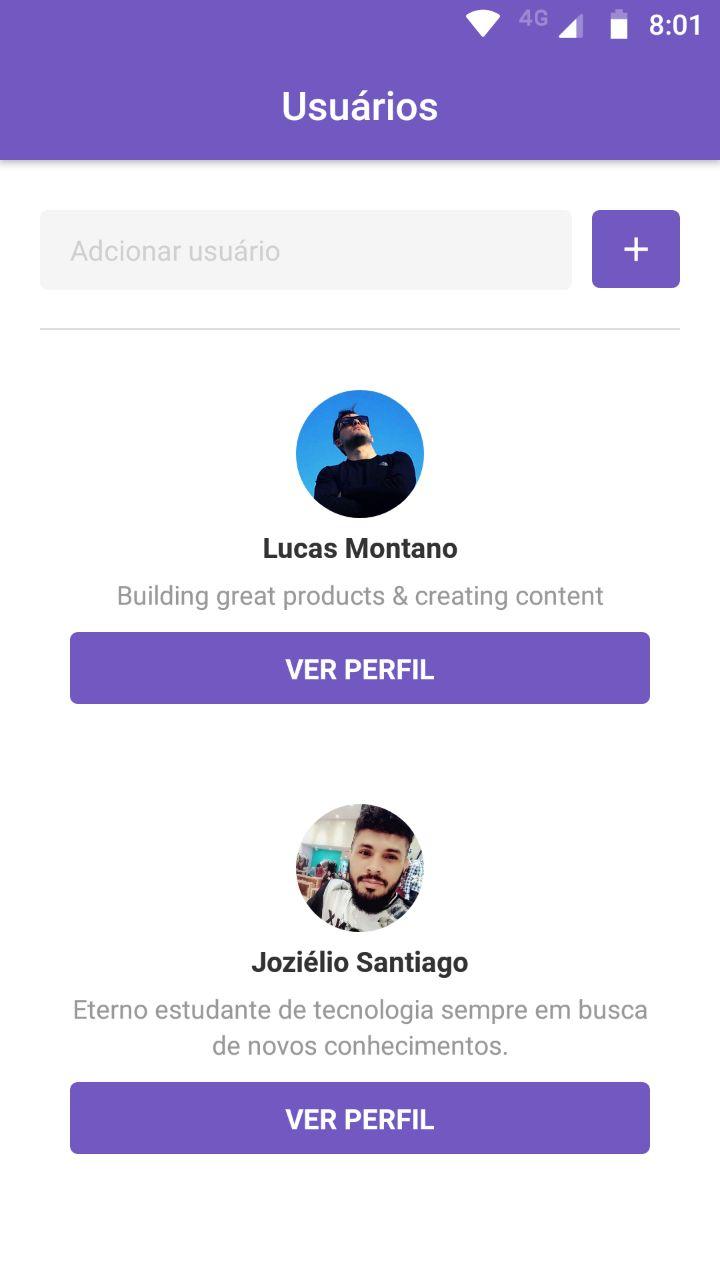 4G 8:01
Usuários
Adcionar usuário
+
Lucas Montano
Building great products & creating content
VER PERFIL
Joziélio Santiago
Eterno estudante de tecnologia sempre em busca
de novos conhecimentos.
VER PERFIL